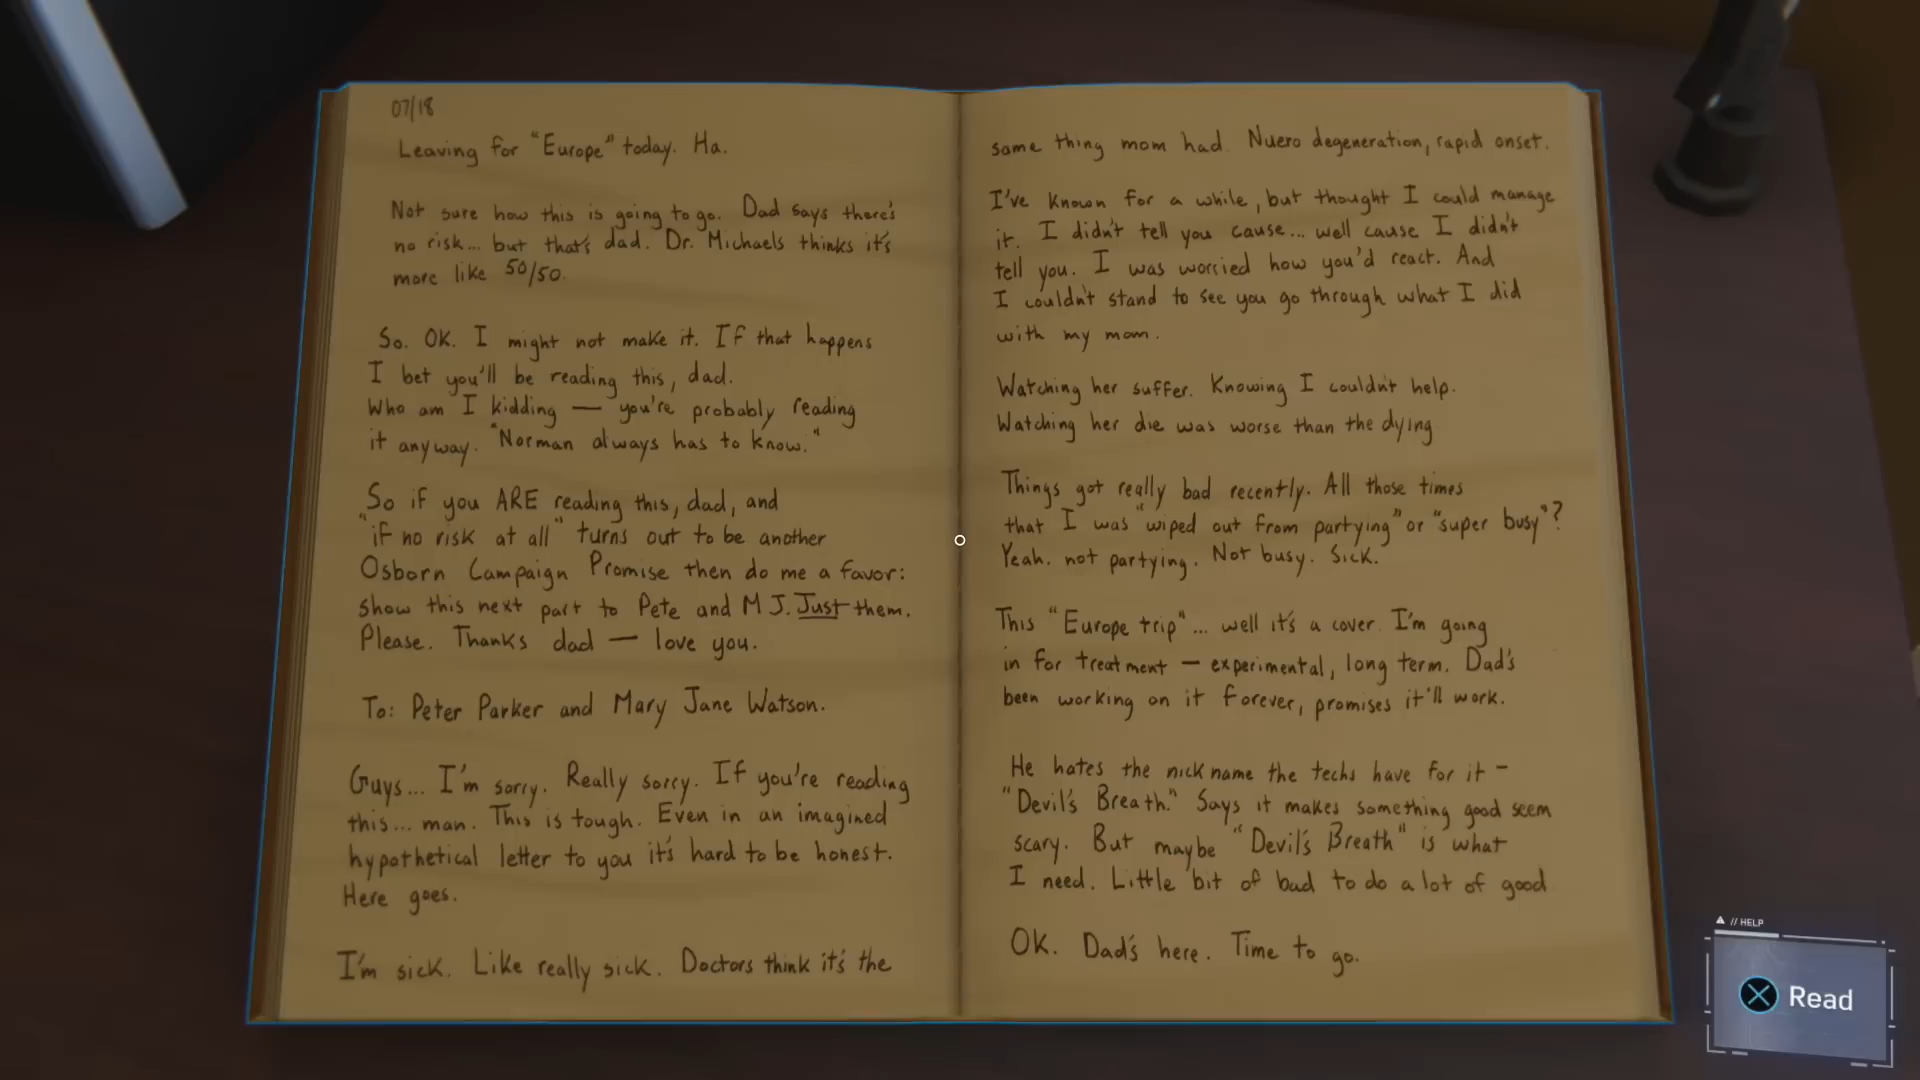 07/18
Leaving for "Europe" today. Ha.
Not sure how this is going to go. Dad says there's
no risk... but that's dad. Dr. Michaels thinks it's
more like 50/50.
So. OK. I might not make it. If that happens
I bet you'll be reading this, dad.
Who am I kidding — you're probably reading
it anyway. "Norman always has to know."
So if you ARE reading this, dad, and
"if no risk at all" turns out to be another
Osborn Campaign Promise then do me a favor:
show this next part to Pete and MJ. Just them.
Please. Thanks dad — love you.
To: Peter Parker and Mary Jane Watson.
Guys... I'm sorry. Really sorry. If you're reading
this... man. This is tough. Even in an imagined
hypothetical letter to you it's hard to be honest.
Here goes.
I'm sick. Like really sick. Doctors think it's the
same thing mom had. Nuero degeneration, rapid onset.
I've known for a while, but thought I could manage
it. I didn't tell you cause... well cause I didn't
tell you. I was worried how you'd react. And
I couldn't stand to see you go through what I did
with my mom.
Watching her suffer. Knowing I couldn't help.
Watching her die was worse than the dying
Things got really bad recently. All those times
that I was "wiped out from partying" or "super busy"?
Yeah. not partying. Not busy. Sick.
This "Europe trip"... well it's a cover. I'm going
in for treatment — experimental, long term. Dad's
been working on it forever, promises it'll work.
He hates the nickname the techs have for it -
"Devil's Breath." Says it makes something good seem
scary. But maybe "Devil's Breath" is what
I need. Little bit of bad to do a lot of good
OK. Dad's here. Time to go.
// HELP
Read